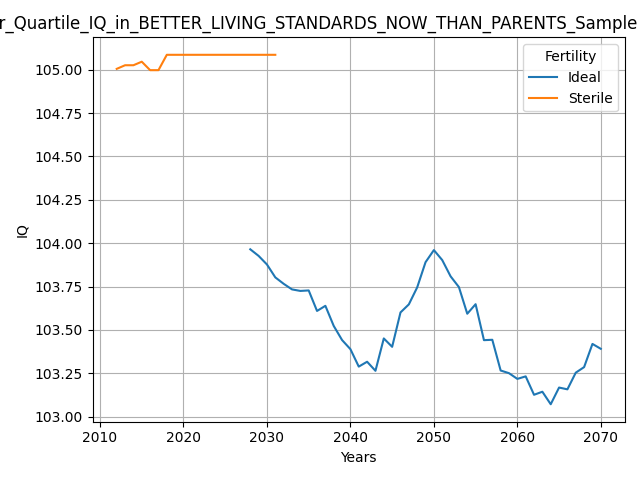 r_Quartile_IQ_in_BETTER_LIVING_STANDARDS_NOW_THAN_PARENTS_Sample
Fertility
Ideal
Sterile
105.00
104.75
104.50
104.25
104.00
103.75
103.50
103.25
103.00
IQ
2010 2020 2030 2040 2050 2060 2070
Years